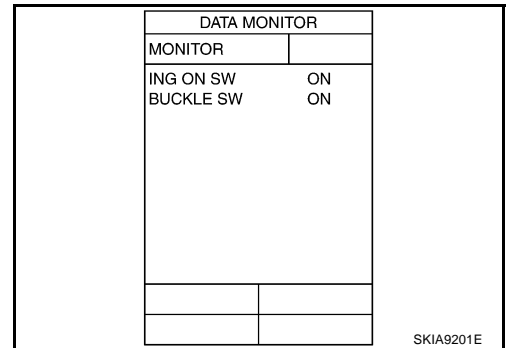 DATA MONITOR
MONITOR
ING ON SW ON
BUCKLE SW ON
SKIA9201E